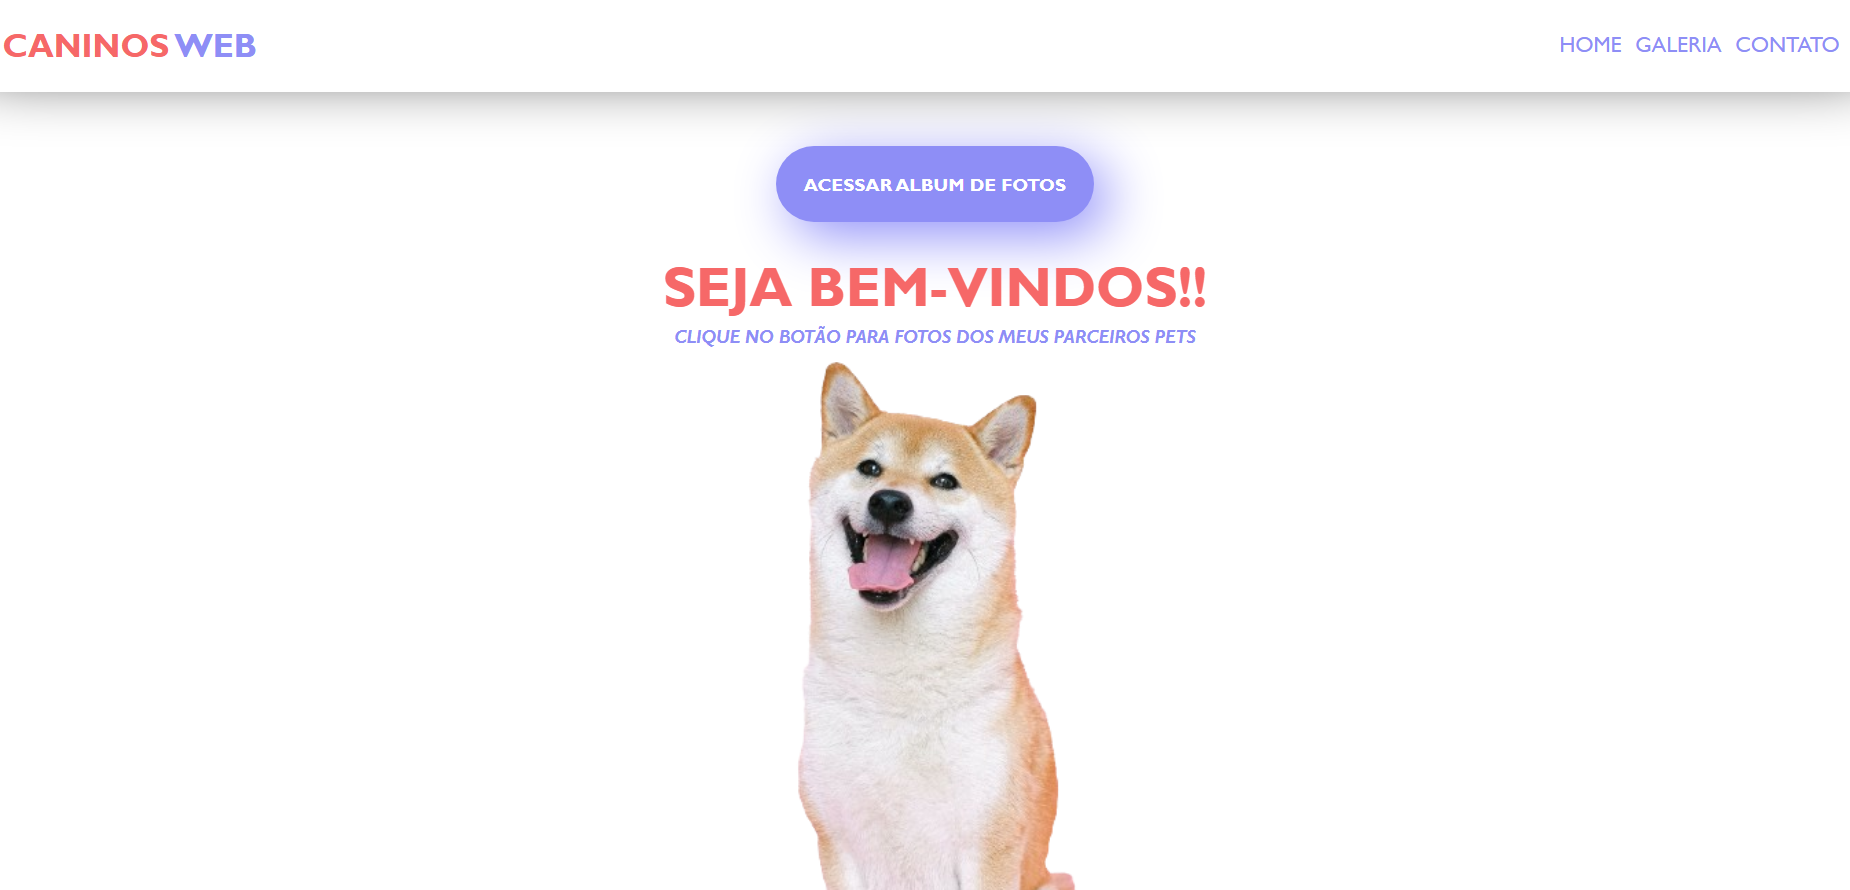 CANINOS WEB
HOME GALERIA CONTATO
ACESSAR ALBUM DE FOTOS
SEJA BEM-VINDOS!!
CLIQUE NO BOTÃO PARA FOTOS DOS MEUS PARCEIROS PETS